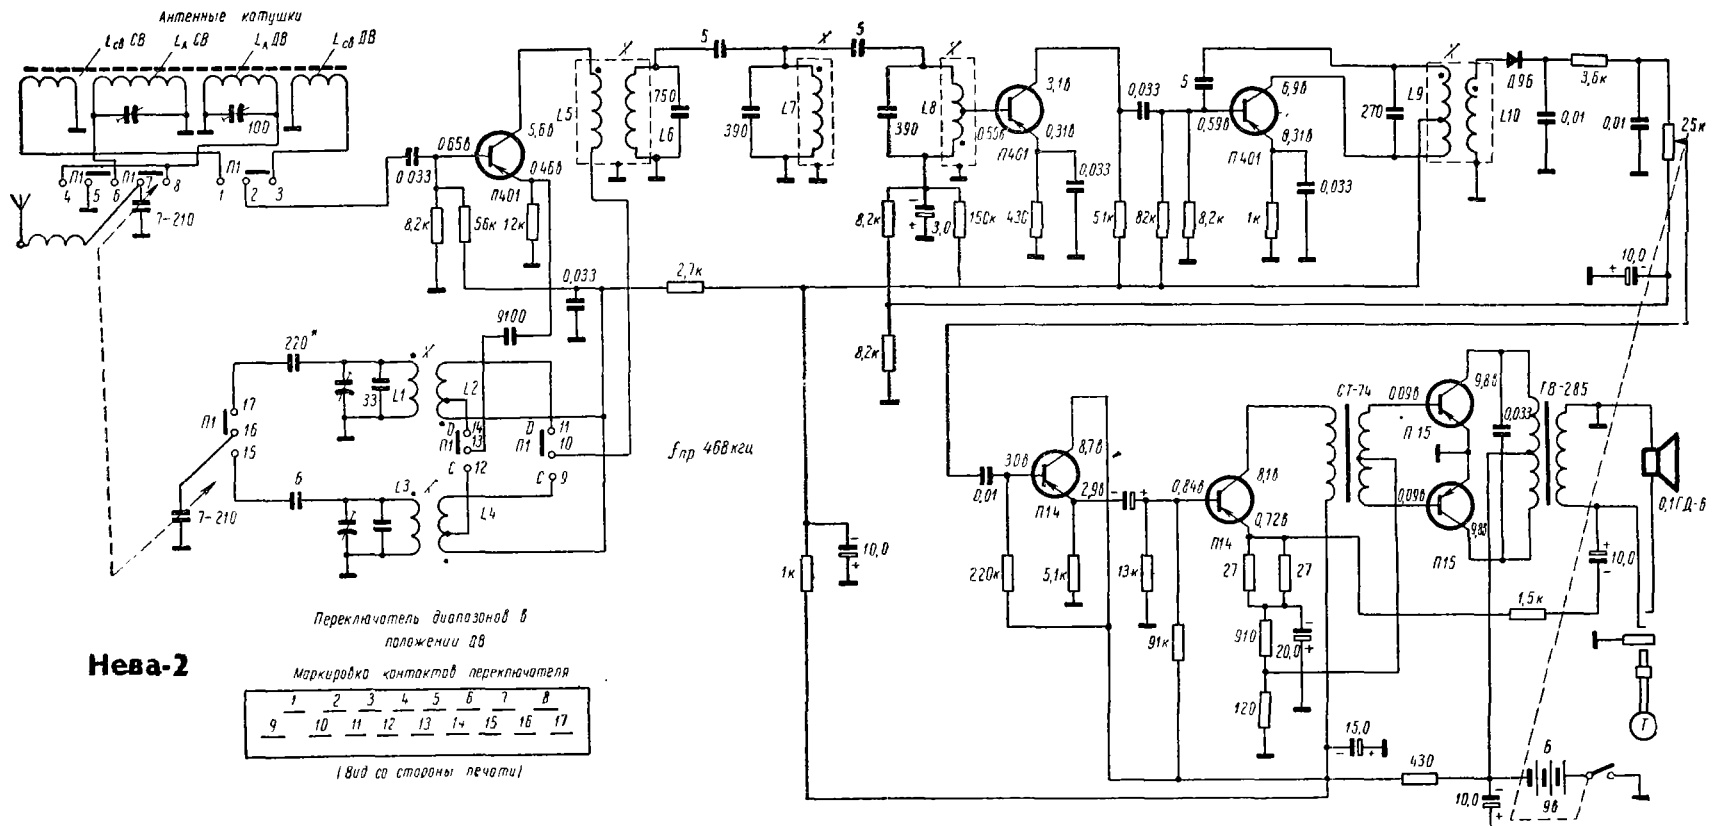 Антенные катушки
Lсв СВ
LА СВ
LА ДВ
Lсв ДВ
100
П1
П1
П1
4
5
6
7
8
1
2
3
7-210
0,033
0,65в
5,6в
0,46в
П401
8,2к
56к
12к
L5
L6
750
5
390
L7
5
390
L8
3,1в
0,31в
П401
8,2к
3,0
150к
430
0,033
51к
0,033
82к
8,2к
5
0,59в
6,9в
П401
1к
0,033
270
L9
L10
Д9Б
3,6к
0,01
0,01
25к
10,0
2,7к
0,033
9100
8,2к
220*
33
L1
L2
17
П1
16
15
7-210
6
L3
L4
D
14
П1
13
С
12
D
11
П1
10
С
9
fпр 468 кгц
1к
10,0
0,01
3,0в
8,7в
2,9в
П14
220к
5,1к
13к
91к
0,84в
8,1в
0,72в
П14
27
27
910
20,0
120
СТ-74
0,09в
9,8в
П15
0,09в
9,8в
П15
0,033
ТВ-285
0,1ГД-6
10,0
1,5к
Т
15,0
430
10,0
Б
9в
Переключатель диапазонов в
положении ДВ
Нева-2
Маркировка контактов переключателя
1 2 3 4 5 6 7 8
9 10 11 12 13 14 15 16 17
(Вид со стороны печати)